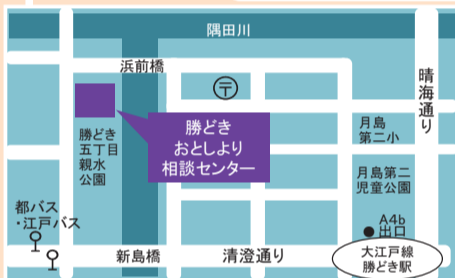 隅田川
浜前橋
〒
晴海通り
勝どき
おとしより
相談センター
勝どき
五丁目
親水
公園
月島
第二小
月島第二
児童公園
都バス
・江戸バス
A4b
出口
新島橋
清澄通り
大江戸線
勝どき駅